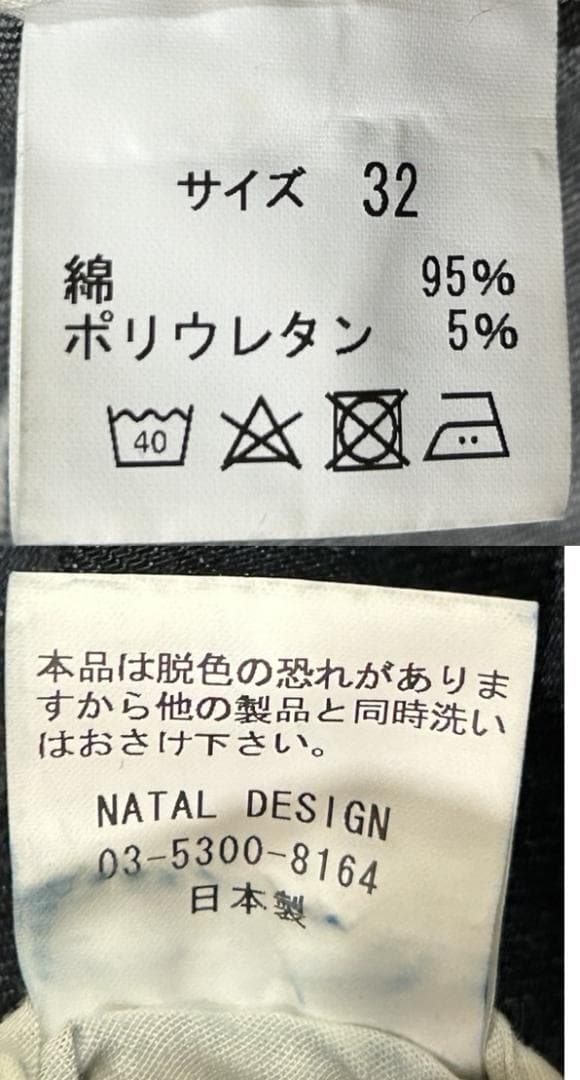 サイズ 32
綿 95%
ポリウレタン 5%
40
本品は脱色の恐れがありま
すから他の製品と同時洗い
はおさけ下さい。
NATAL DESIGN
03-5300-8164
日本製